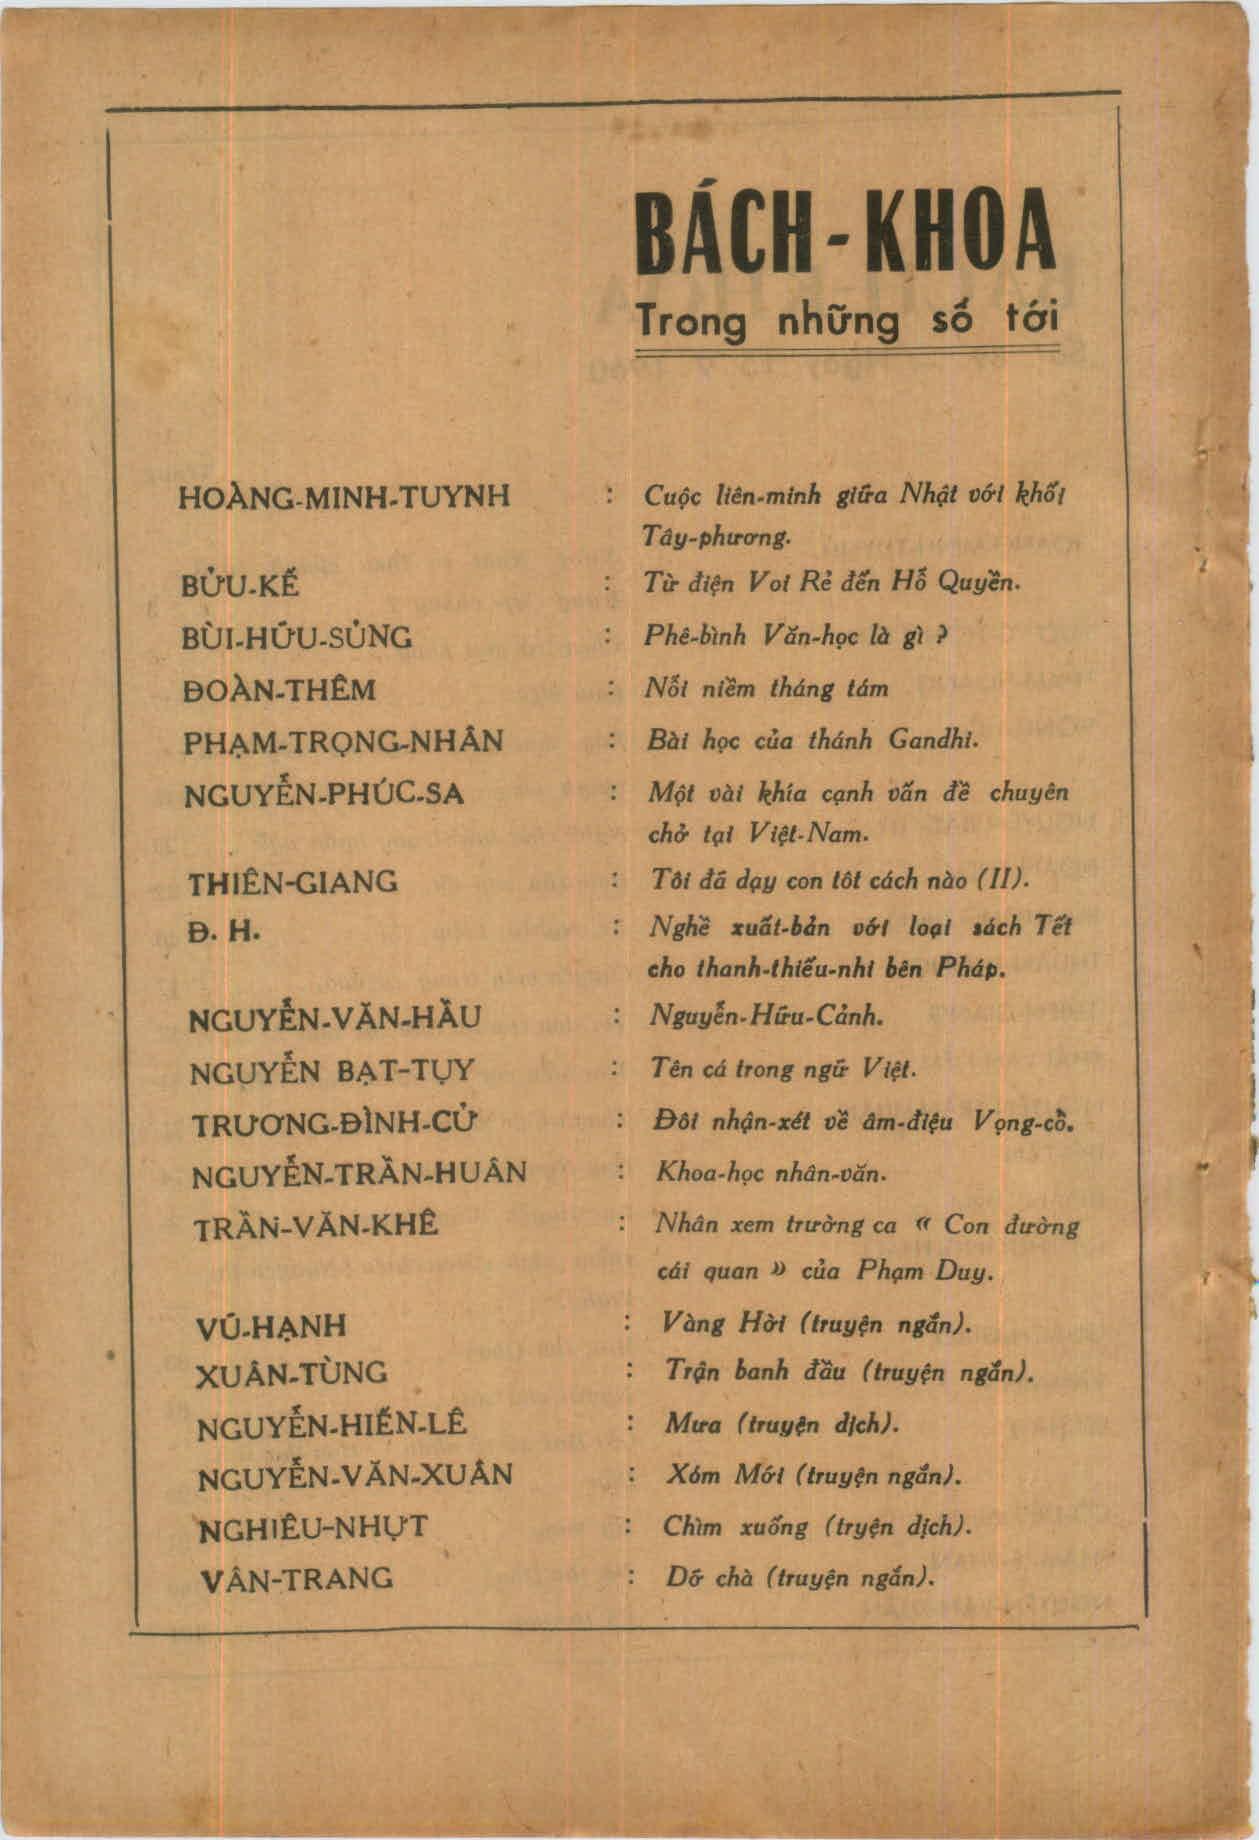 BÁCH-KHOA
Trong những số tới
HOÀNG-MINH-TUYNH : Cuộc liên-minh giữa Nhật với khối
Tây-phương.
BỬU-KẾ : Từ điện Voi Ré đến Hổ Quyền.
BÙI-HỮU-SỦNG : Phê-bình Văn-học là gì ?
ĐOÀN-THÊM : Nỗi niềm tháng tám
PHẠM-TRỌNG-NHÂN : Bài học của thánh Gandhi.
NGUYỄN-PHÚC-SA : Một vài khía cạnh vấn đề chuyên
chở tại Việt-Nam.
THIÊN-GIANG : Tôi đã dạy con tôi cách nào (II).
Đ. H. : Nghề xuất-bản với loại sách Tết
cho thanh-thiếu-nhi bên Pháp.
NGUYỄN-VĂN-HẦU : Nguyễn-Hữu-Cảnh.
NGUYỄN BẠT-TỤY : Tên cá trong ngữ Việt.
TRƯƠNG-ĐÌNH-CỬ : Đôi nhận-xét về âm-điệu Vọng-cổ.
NGUYỄN-TRẦN-HUÂN : Khoa-học nhân-văn.
TRẦN-VĂN-KHÊ : Nhân xem trường ca « Con đường
cái quan » của Phạm Duy.
VŨ-HẠNH : Vàng Hời (truyện ngắn).
XUÂN-TÙNG : Trận banh đầu (truyện ngắn).
NGUYỄN-HIẾN-LÊ : Mưa (truyện dịch).
NGUYỄN-VĂN-XUÂN : Xóm Mới (truyện ngắn).
NGHIÊU-NHỰT : Chìm xuống (tryện dịch).
VÂN-TRANG : Dỡ chà (truyện ngắn).